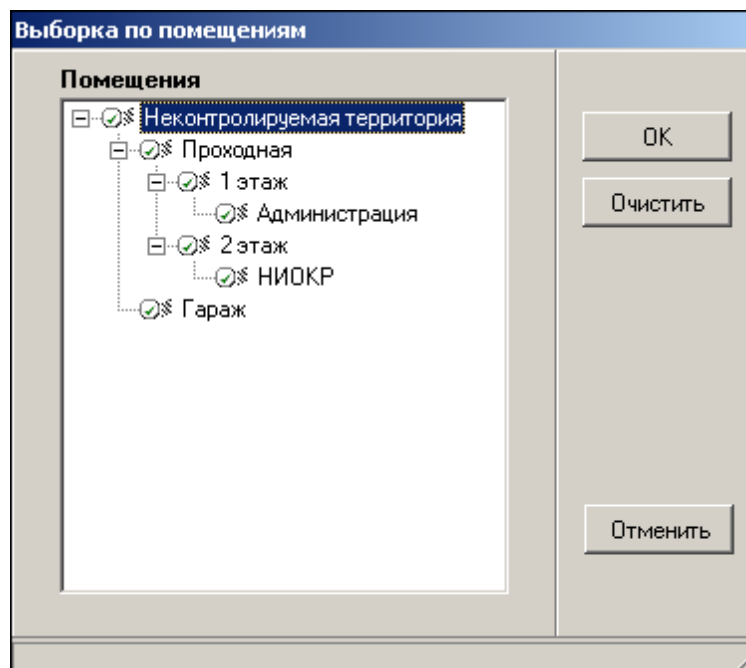 Выборка по помещениям
Помещения
Неконтролируемая территория
Проходная
1 этаж
Администрация
2 этаж
НИОКР
Гараж
OK
Очистить
Отменить